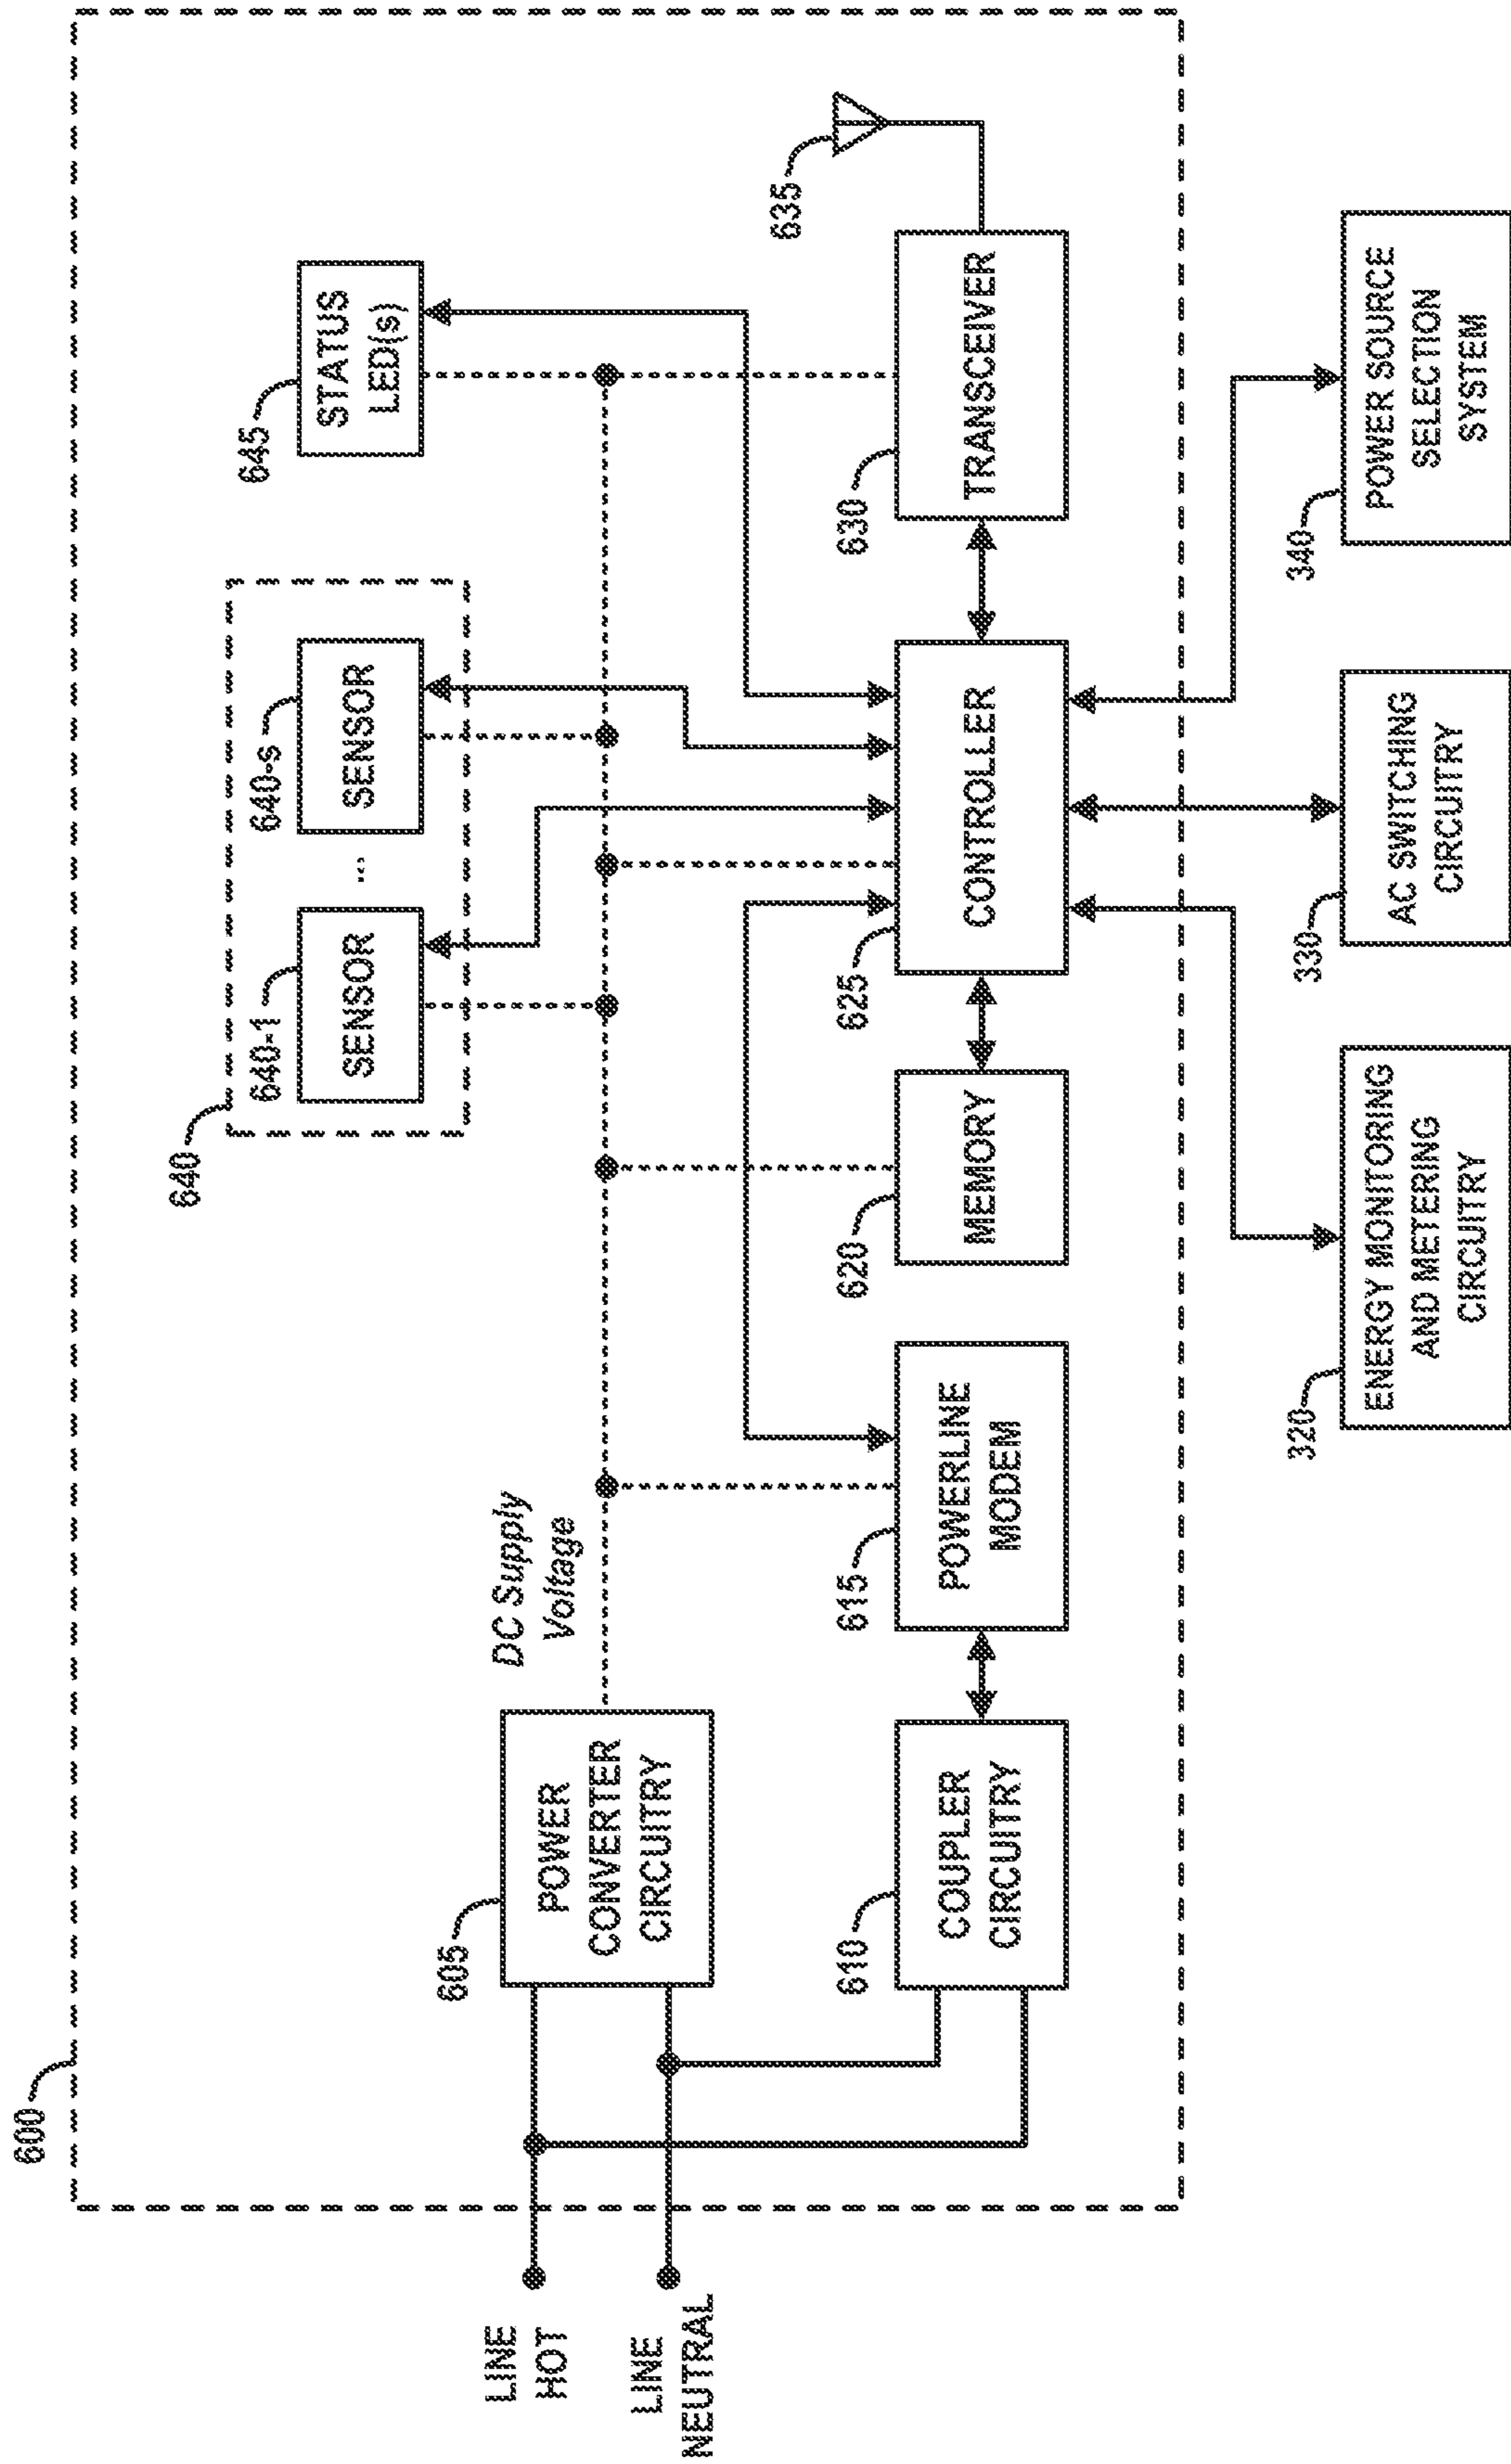 600
645
STATUS
LED(s)
640
640-1
SENSOR
...
640-s
SENSOR
635
DC Supply
Voltage
605
POWER
CONVERTER
CIRCUITRY
LINE
HOT
LINE
NEUTRAL
610
COUPLER
CIRCUITRY
615
POWERLINE
MODEM
620
MEMORY
625
CONTROLLER
630
TRANSCEIVER
320
ENERGY MONITORING
AND METERING
CIRCUITRY
330
AC SWITCHING
CIRCUITRY
340
POWER SOURCE
SELECTION
SYSTEM